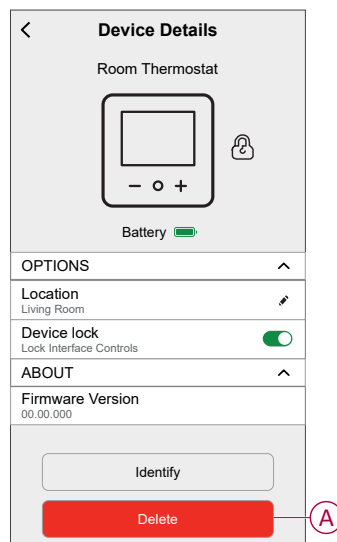 Device Details
Room Thermostat
Battery
OPTIONS
Location
Living Room
Device lock
Lock Interface Controls
ABOUT
Firmware Version
00.00.000
Identify
Delete
A